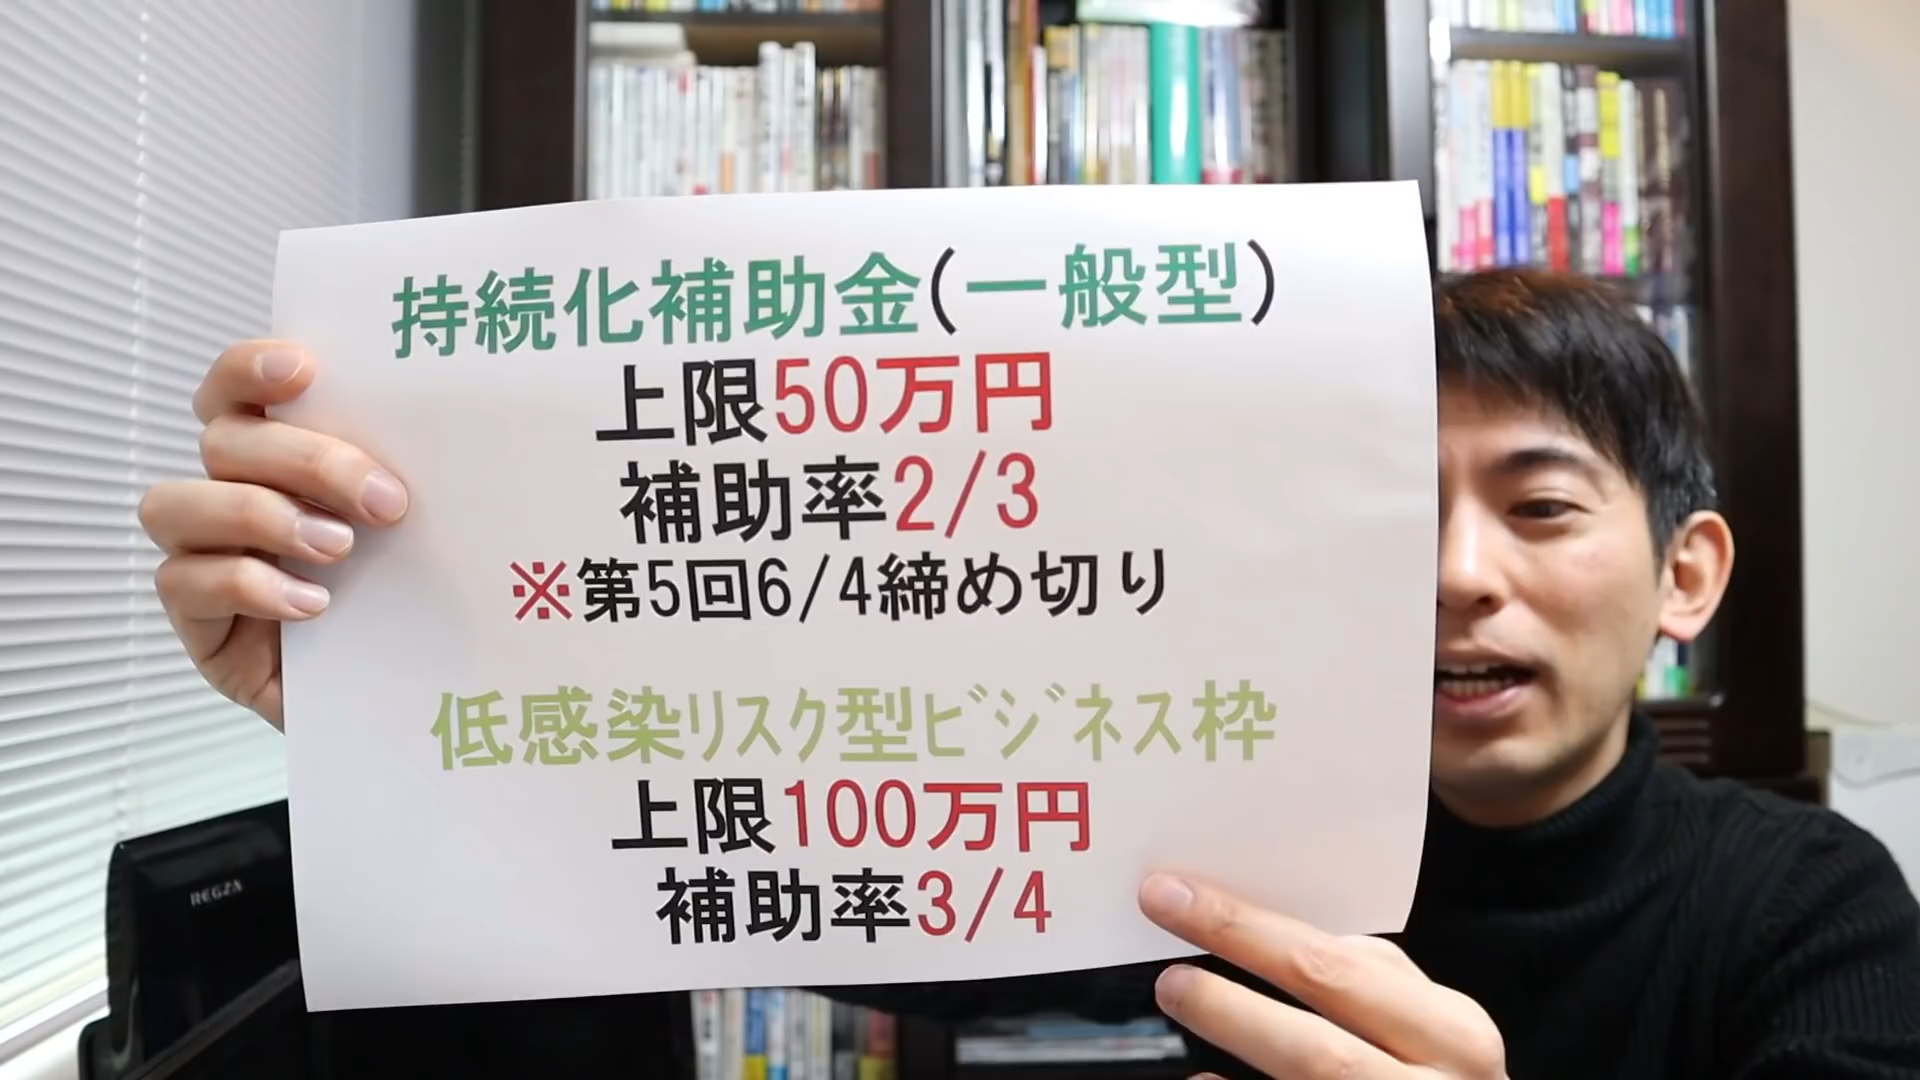 持続化補助金(一般型)
上限50万円
補助率2/3
※第5回6/4締め切り
低感染ﾘｽｸ型ﾋﾞｼﾞﾈｽ枠
上限100万円
補助率3/4
REGZA